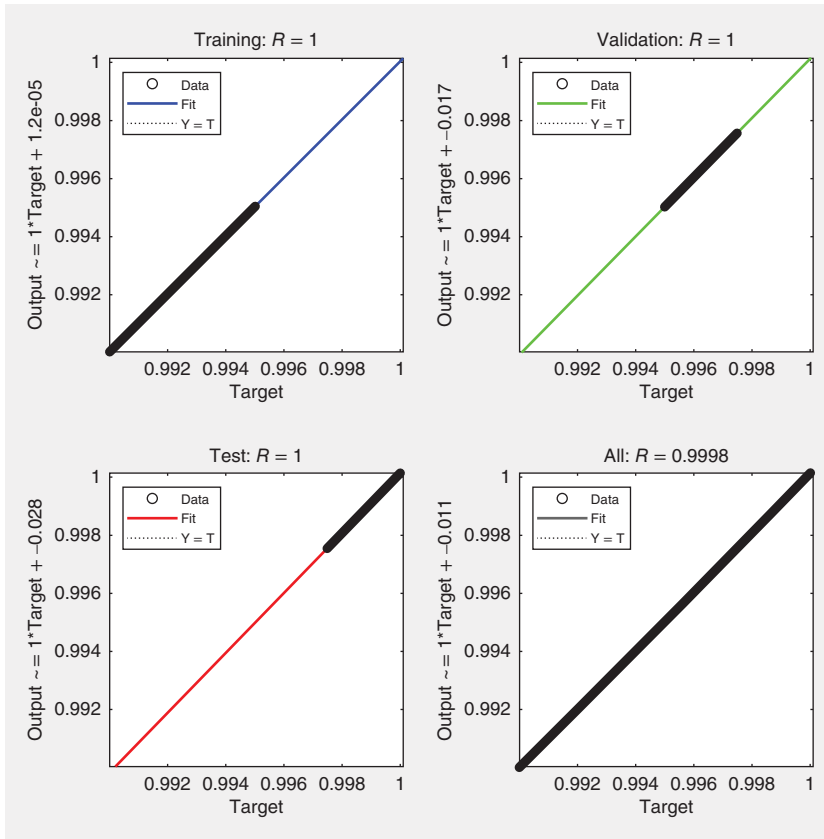 Training: R = 1
Output ~= 1*Target + 1.2e-05
1
0.998
0.996
0.994
0.992
Data
Fit
Y = T
0.992 0.994 0.996 0.998 1
Target
Validation: R = 1
Output ~= 1*Target + −0.017
1
0.998
0.996
0.994
0.992
Data
Fit
Y = T
0.992 0.994 0.996 0.998 1
Target
Test: R = 1
Output ~= 1*Target + −0.028
1
0.998
0.996
0.994
0.992
Data
Fit
Y = T
0.992 0.994 0.996 0.998 1
Target
All: R = 0.9998
Output ~= 1*Target + −0.011
1
0.998
0.996
0.994
0.992
Data
Fit
Y = T
0.992 0.994 0.996 0.998 1
Target